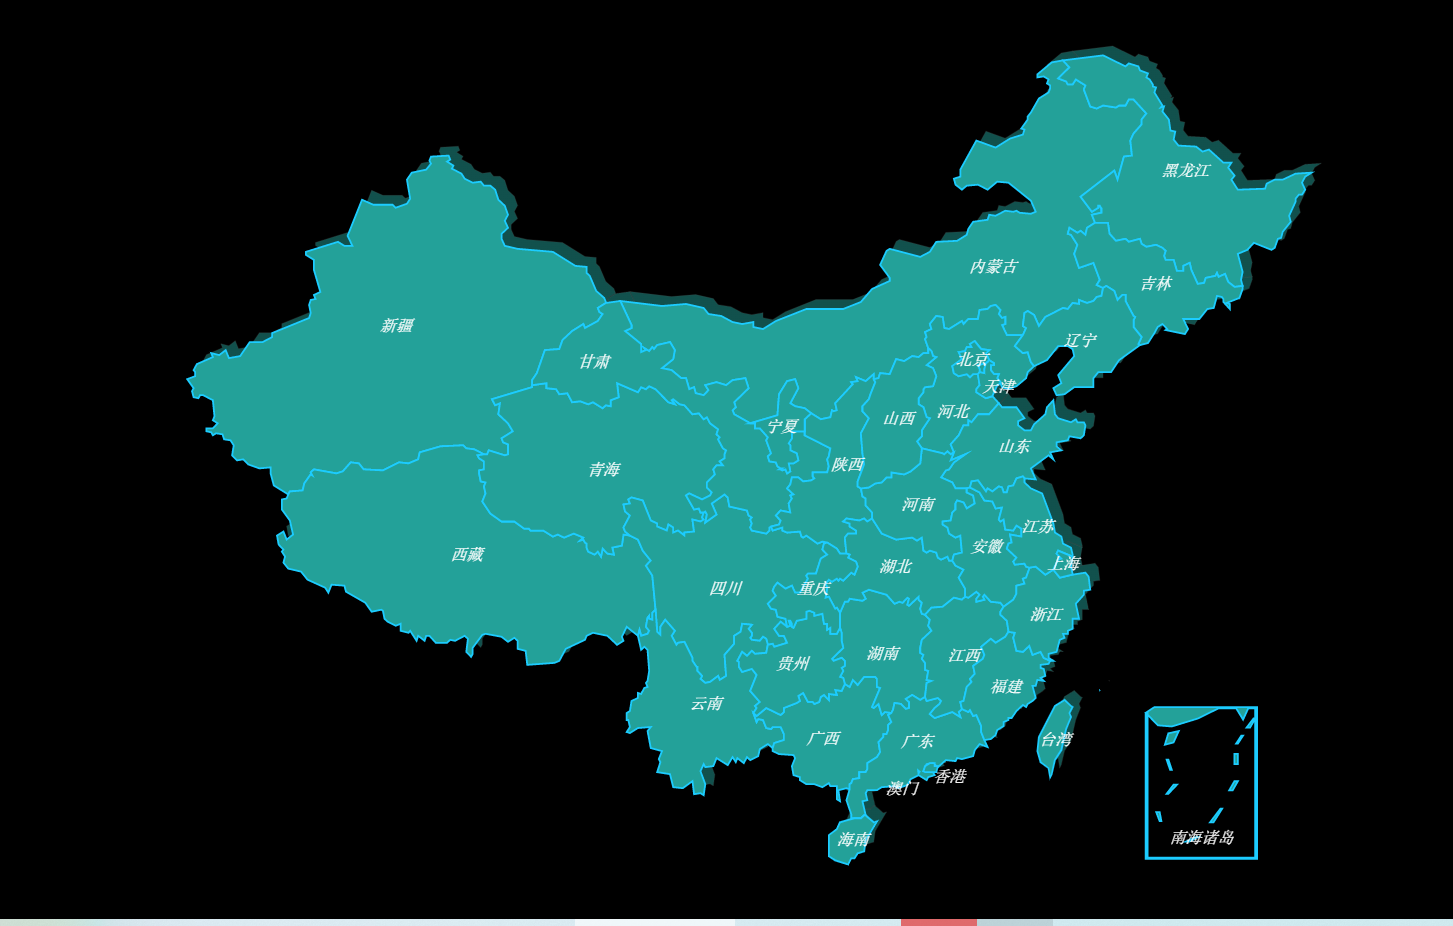 黑龙江
内蒙古
吉林
新疆
辽宁
北京
甘肃
天津
河北
山西
宁夏
山东
陕西
青海
河南
江苏
安徽
西藏
上海
湖北
四川
重庆
浙江
湖南
江西
贵州
福建
云南
广西
广东
台湾
香港
澳门
南海诸岛
海南